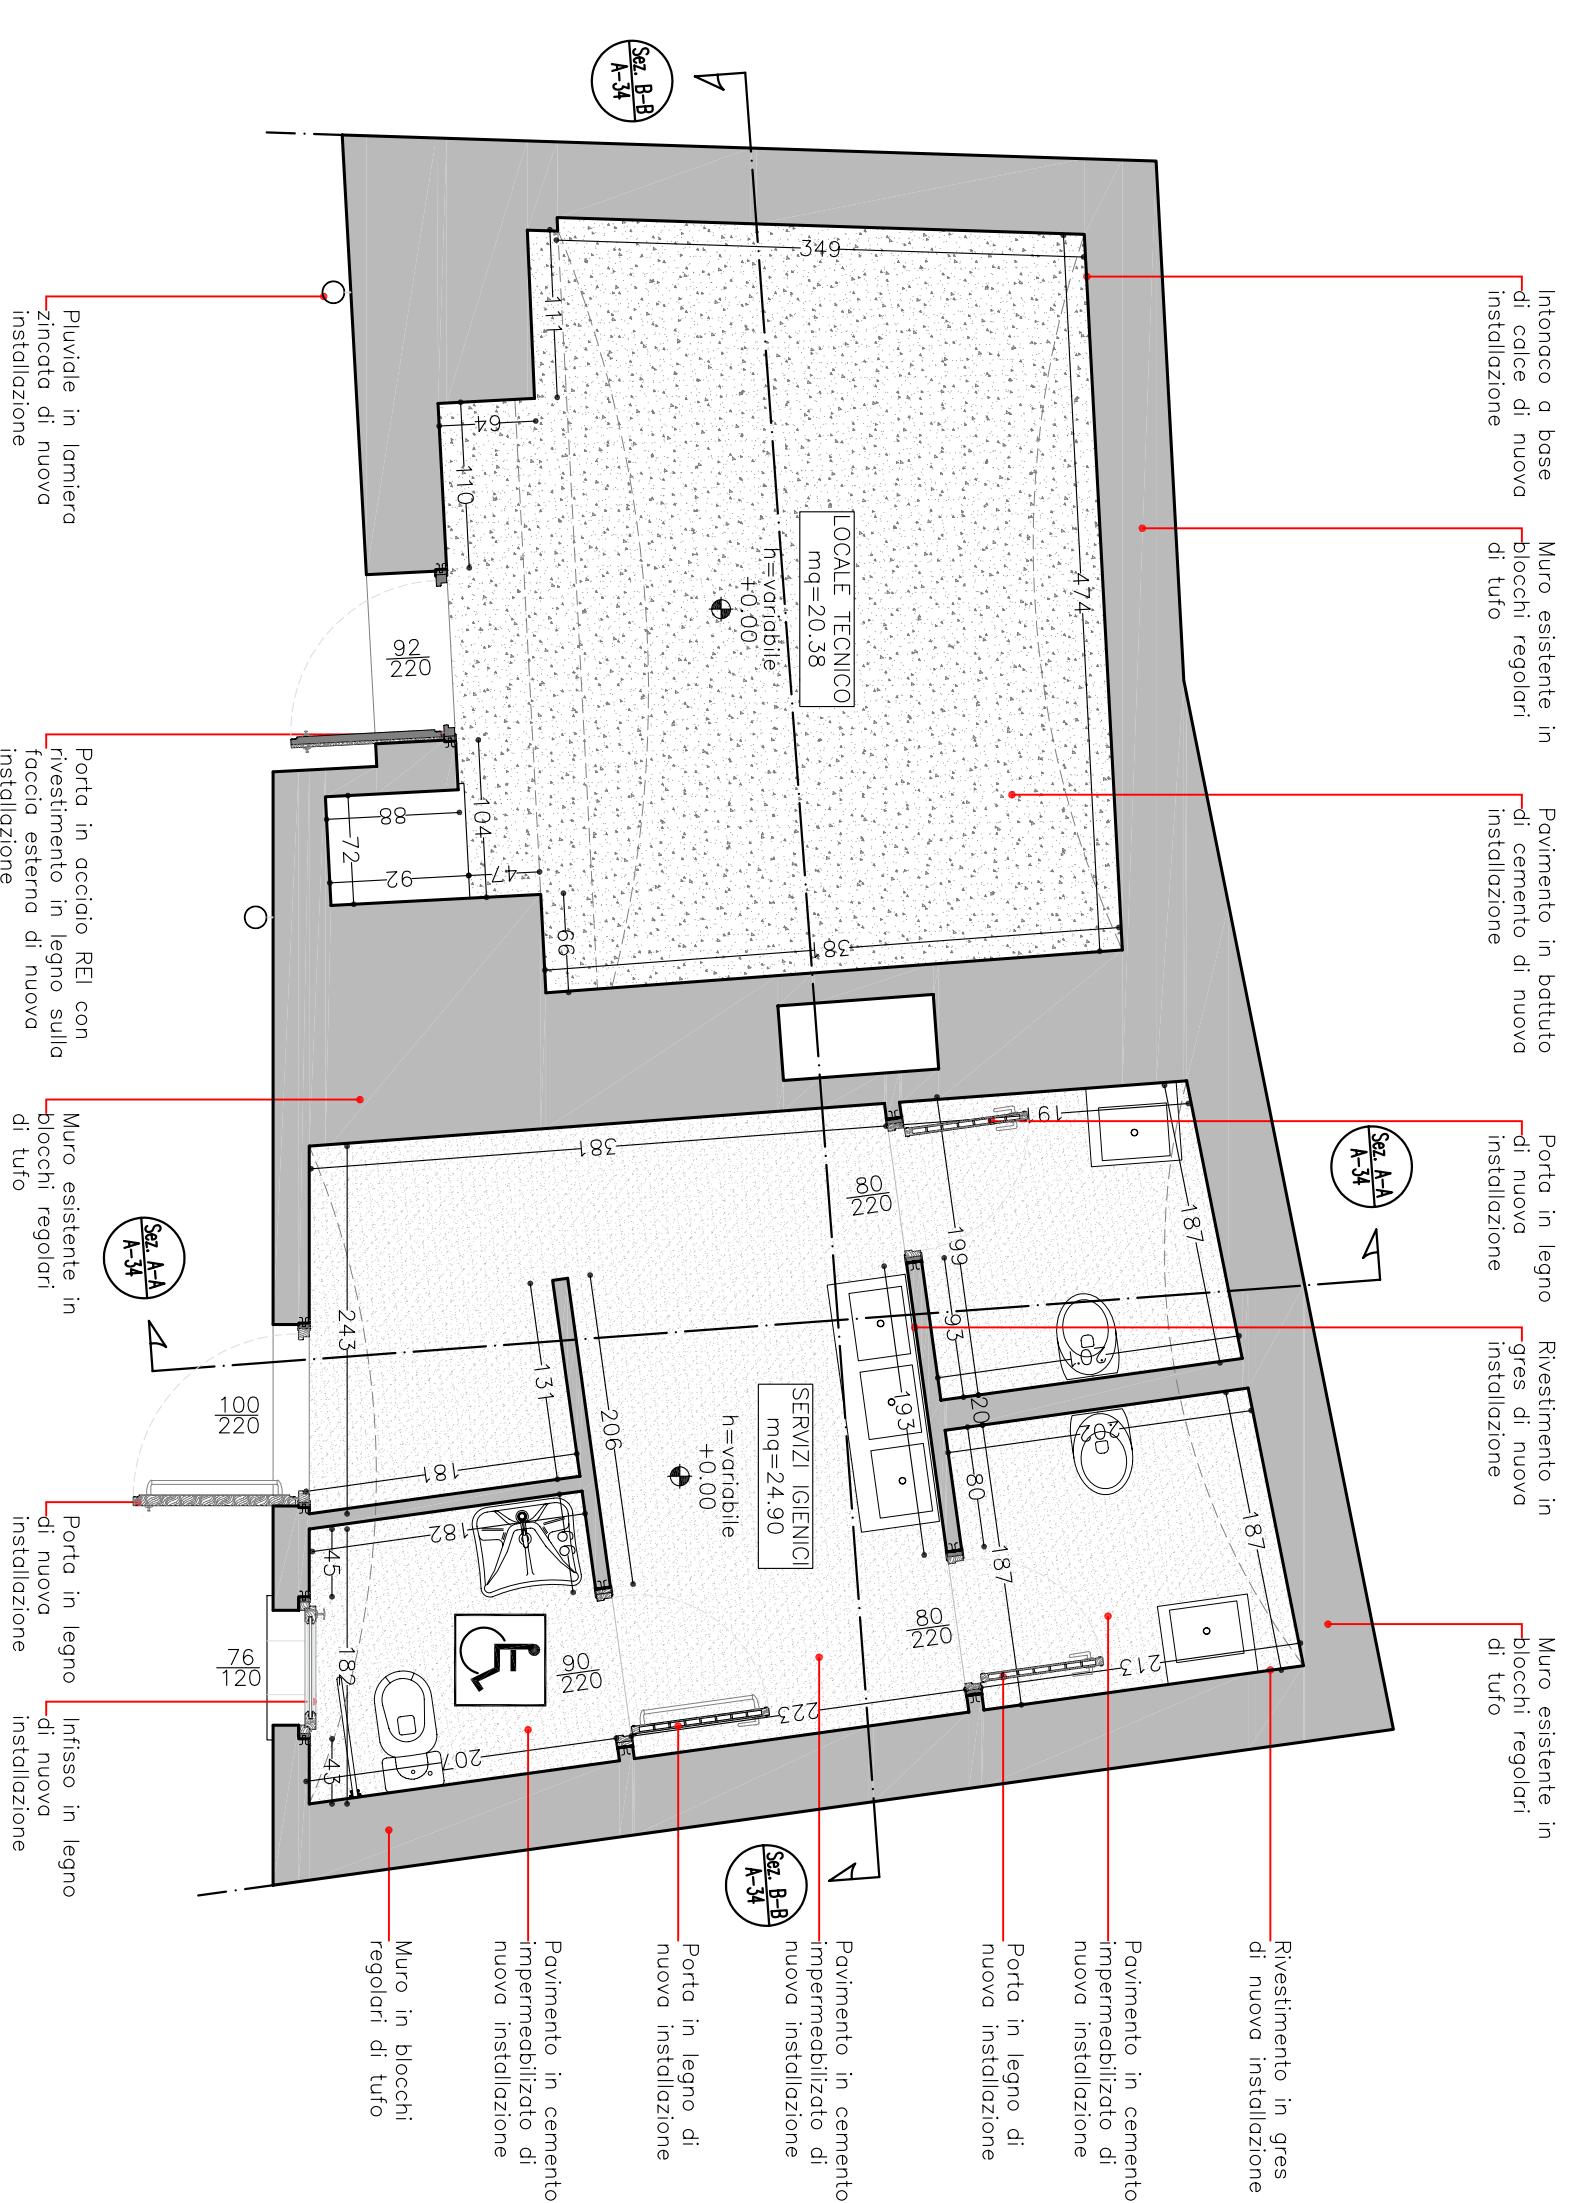 Intonaco a base
di calce di nuova
installazione
Muro esistente in
blocchi regolari
di tufo
Pavimento in battuto
di cemento di nuova
installazione
Porta in legno
di nuova
installazione
Rivestimento in
gres di nuova
installazione
Muro esistente in
blocchi regolari
di tufo
Sez. B-B
A-34
Sez. A-A
A-34
349
111
64
110
474
LOCALE TECNICO
mq=20.38
h=variabile
+0.00
92
220
104
88
72
92
47
66
381
80
220
199
187
93
201
193
20
202
80
187
187
213
243
131
206
181
SERVIZI IGIENICI
mq=24.90
h=variabile
+0.00
100
220
182
66
45
182
76
120
43
90
220
80
220
207
223
Sez. A-A
A-34
Sez. B-B
A-34
Pluviale in lamiera
zincata di nuova
installazione
Porta in acciaio REI con
rivestimento in legno sulla
faccia esterna di nuova
installazione
Muro esistente in
blocchi regolari
di tufo
Porta in legno
di nuova
installazione
Infisso in legno
di nuova
installazione
Rivestimento in gres
di nuova installazione
Pavimento in cemento
impermeabilizato di
nuova installazione
Porta in legno di
nuova installazione
Pavimento in cemento
impermeabilizato di
nuova installazione
Porta in legno di
nuova installazione
Pavimento in cemento
impermeabilizato di
nuova installazione
Muro in blocchi
regolari di tufo